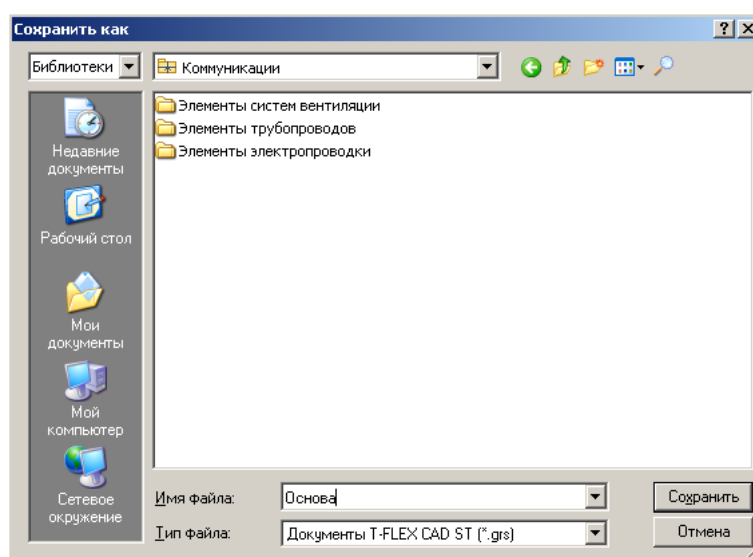 Сохранить как
Библиотеки
Коммуникации
Элементы систем вентиляции
Элементы трубопроводов
Элементы электропроводки
Недавние
документы
Рабочий стол
Мои
документы
Мой
компьютер
Сетевое
окружение
Имя файла:
Основа
Сохранить
Тип файла:
Документы T-FLEX CAD ST (*.grs)
Отмена